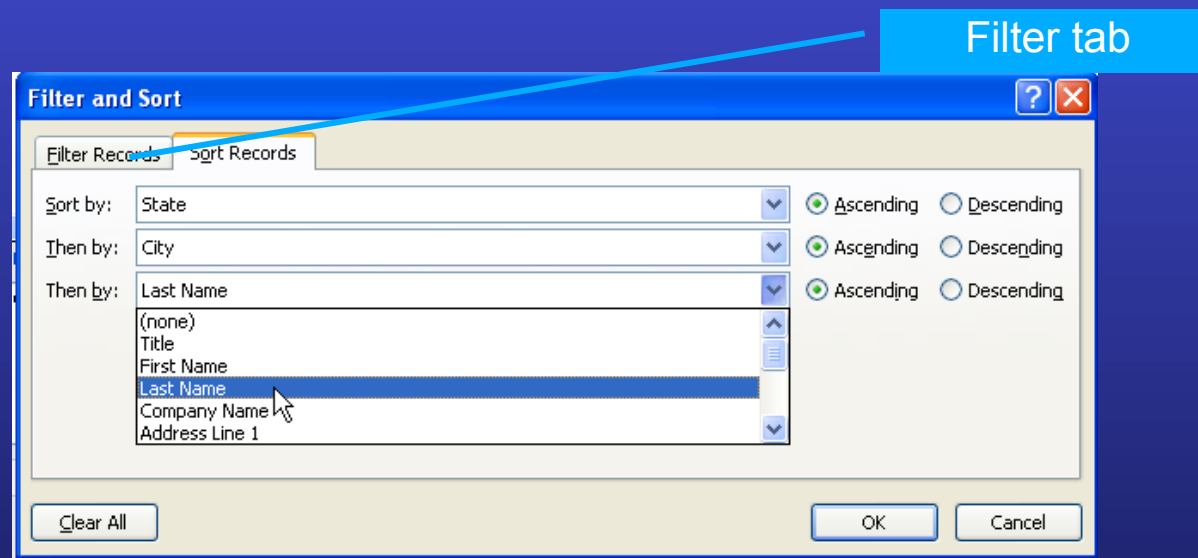 Filter tab
Filter and Sort
Filter Records Sort Records
Sort by: State Ascending Descending
Then by: City Ascending Descending
Then by: Last Name Ascending Descending
(none)
Title
First Name
Last Name
Company Name
Address Line 1
Clear All OK Cancel